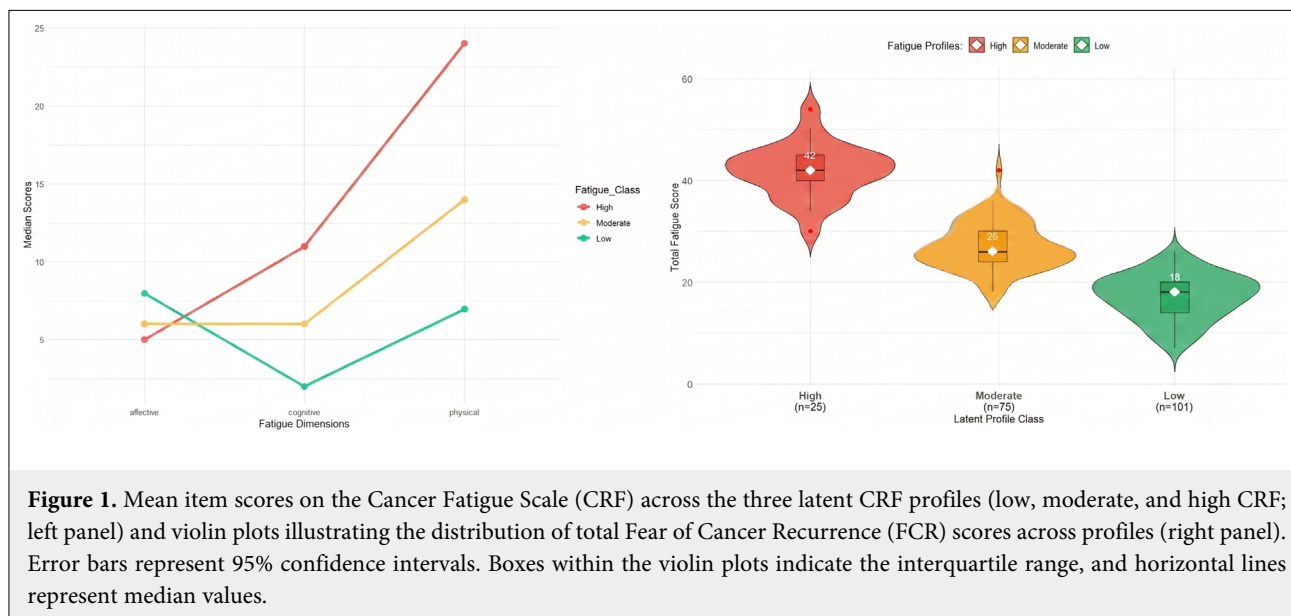 25
20
15
10
5
Median Scores
affective
cognitive
physical
Fatigue Dimensions
Fatigue_Class
High
Moderate
Low
Fatigue Profiles: High Moderate Low
60
40
20
0
Total Fatigue Score
42
26
18
High
(n=25)
Moderate
(n=75)
Low
(n=101)
Latent Profile Class
Figure 1. Mean item scores on the Cancer Fatigue Scale (CRF) across the three latent CRF profiles (low, moderate, and high CRF;
left panel) and violin plots illustrating the distribution of total Fear of Cancer Recurrence (FCR) scores across profiles (right panel).
Error bars represent 95% confidence intervals. Boxes within the violin plots indicate the interquartile range, and horizontal lines
represent median values.